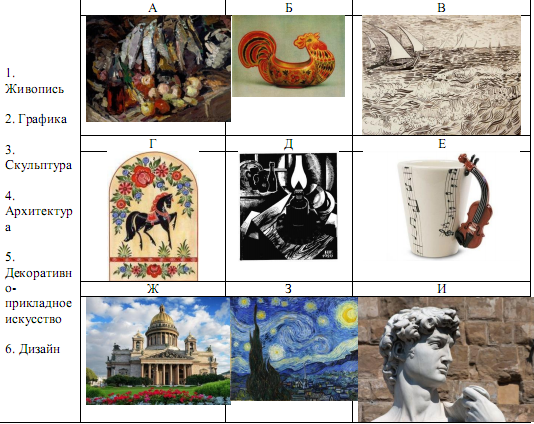 А
Б
В
1.
Живопись
2. Графика
3.
Скульптура
4.
Архитектур
а
5.
Декоративн
о-
прикладное
искусство
6. Дизайн
Г
Д
Е
Ж
З
И